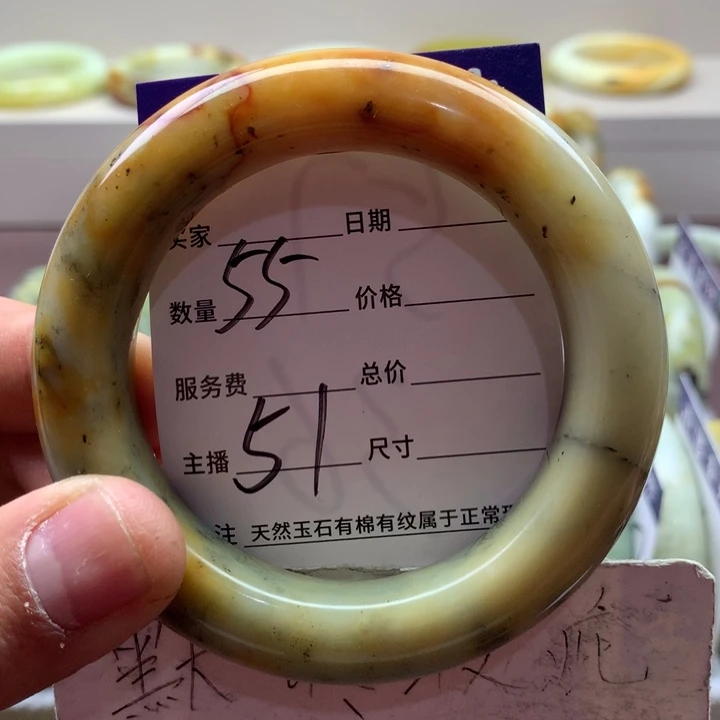 卖家 日期
数量 55 价格
服务费 总价
主播 51 尺寸
注 天然玉石有棉有纹属于正常